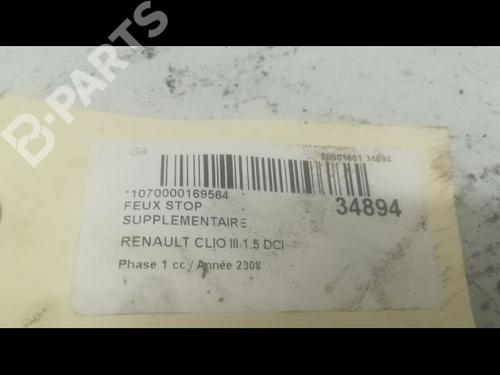 B-PARTS
GA
80901601 34894
*1070000169564
34894
FEUX STOP
SUPPLEMENTAIRE
RENAULT CLIO III 1.5 DCI
Phase 1 cc / Année 2008